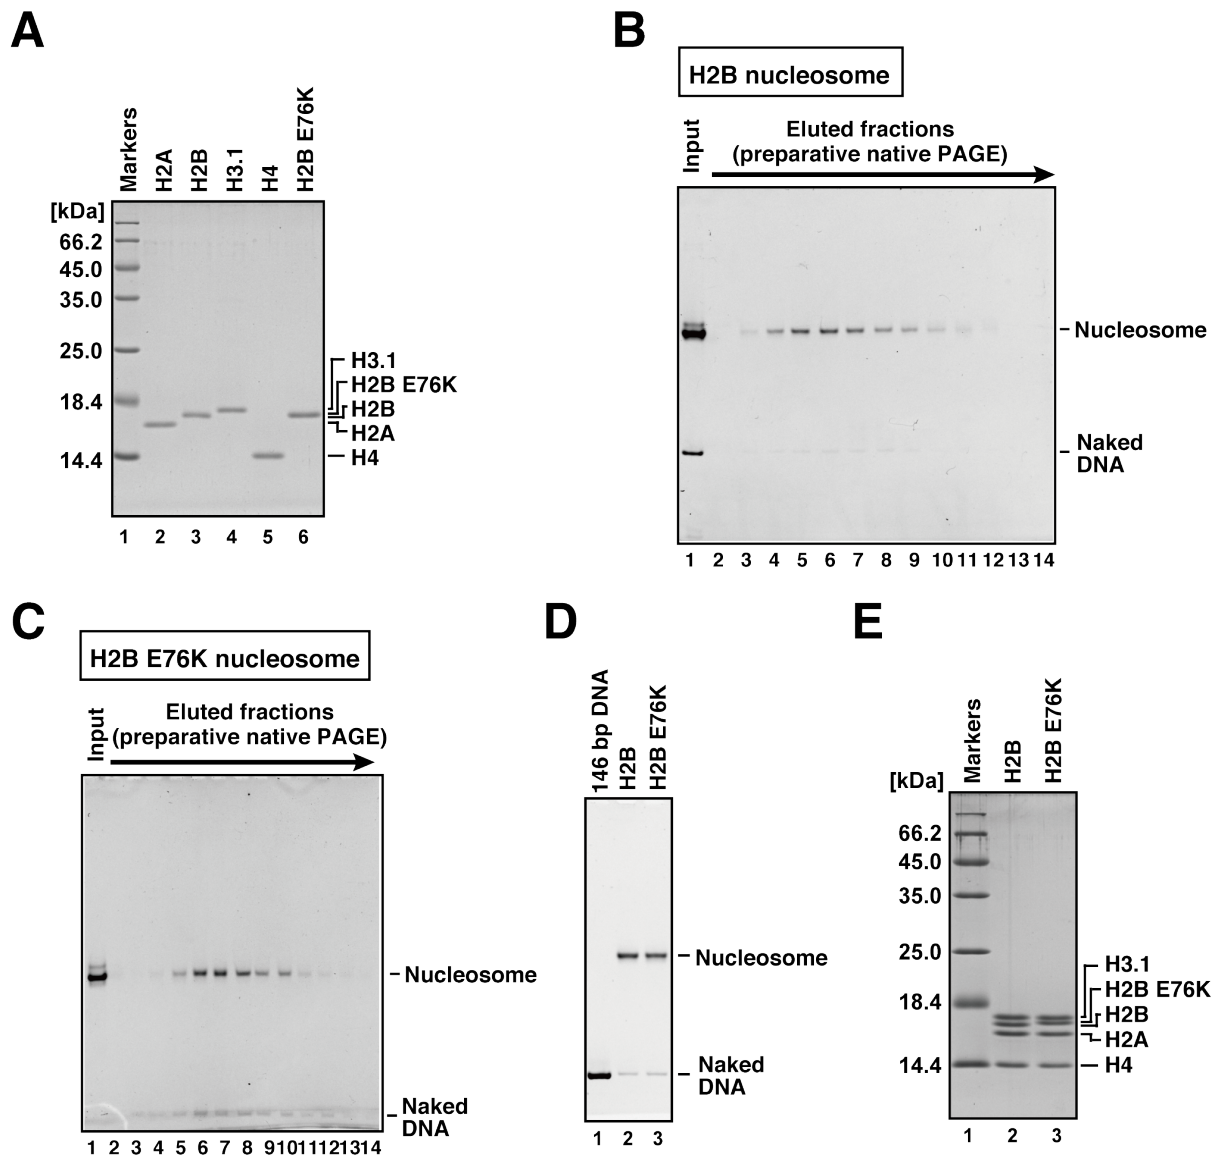 A
Markers
H2A
H2B
H3.1
H4
H2B E76K
[kDa]
66.2
45.0
35.0
25.0
18.4
14.4
H3.1
H2B E76K
H2B
H2A
H4
1 2 3 4 5 6
B
H2B nucleosome
Input
Eluted fractions
(preparative native PAGE)
Nucleosome
Naked
DNA
1 2 3 4 5 6 7 8 9 10 11 12 13 14
C
H2B E76K nucleosome
Input
Eluted fractions
(preparative native PAGE)
Nucleosome
Naked
DNA
1 2 3 4 5 6 7 8 9 10 11 12 13 14
D
146 bp DNA
H2B
H2B E76K
Nucleosome
Naked
DNA
1 2 3
E
Markers
H2B
H2B E76K
[kDa]
66.2
45.0
35.0
25.0
18.4
14.4
H3.1
H2B E76K
H2B
H2A
H4
1 2 3